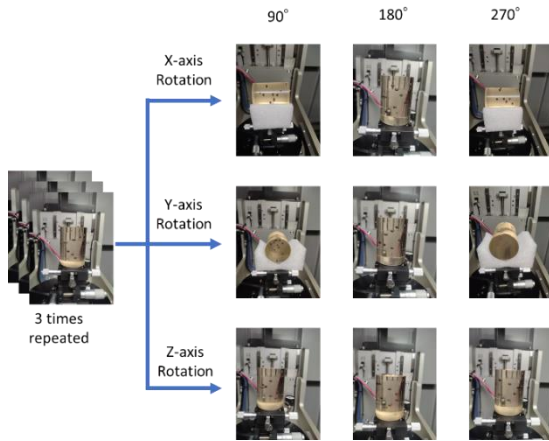 90°
180°
270°
X-axis
Rotation
Y-axis
Rotation
3 times
repeated
Z-axis
Rotation